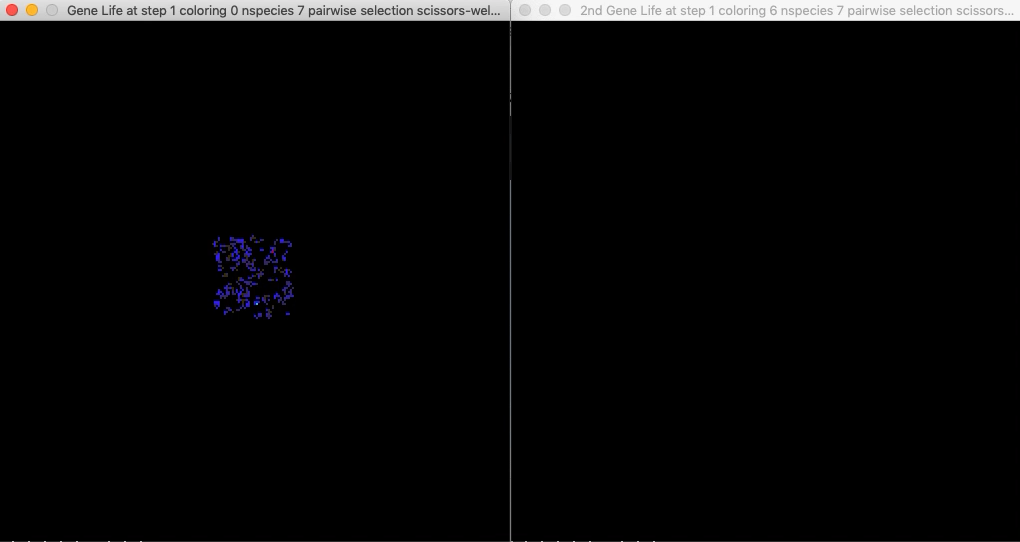 Gene Life at step 1 coloring 0 nspecies 7 pairwise selection scissors-wel...
2nd Gene Life at step 1 coloring 6 nspecies 7 pairwise selection scissors...